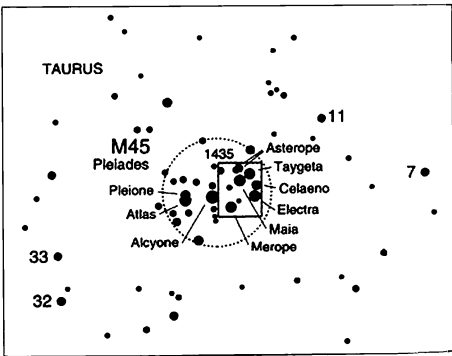 TAURUS
11
M45
Pleiades
1435
Asterope
Taygeta
7
Pleione
Celaeno
Atlas
Electra
Alcyone
Maia
Merope
33
32